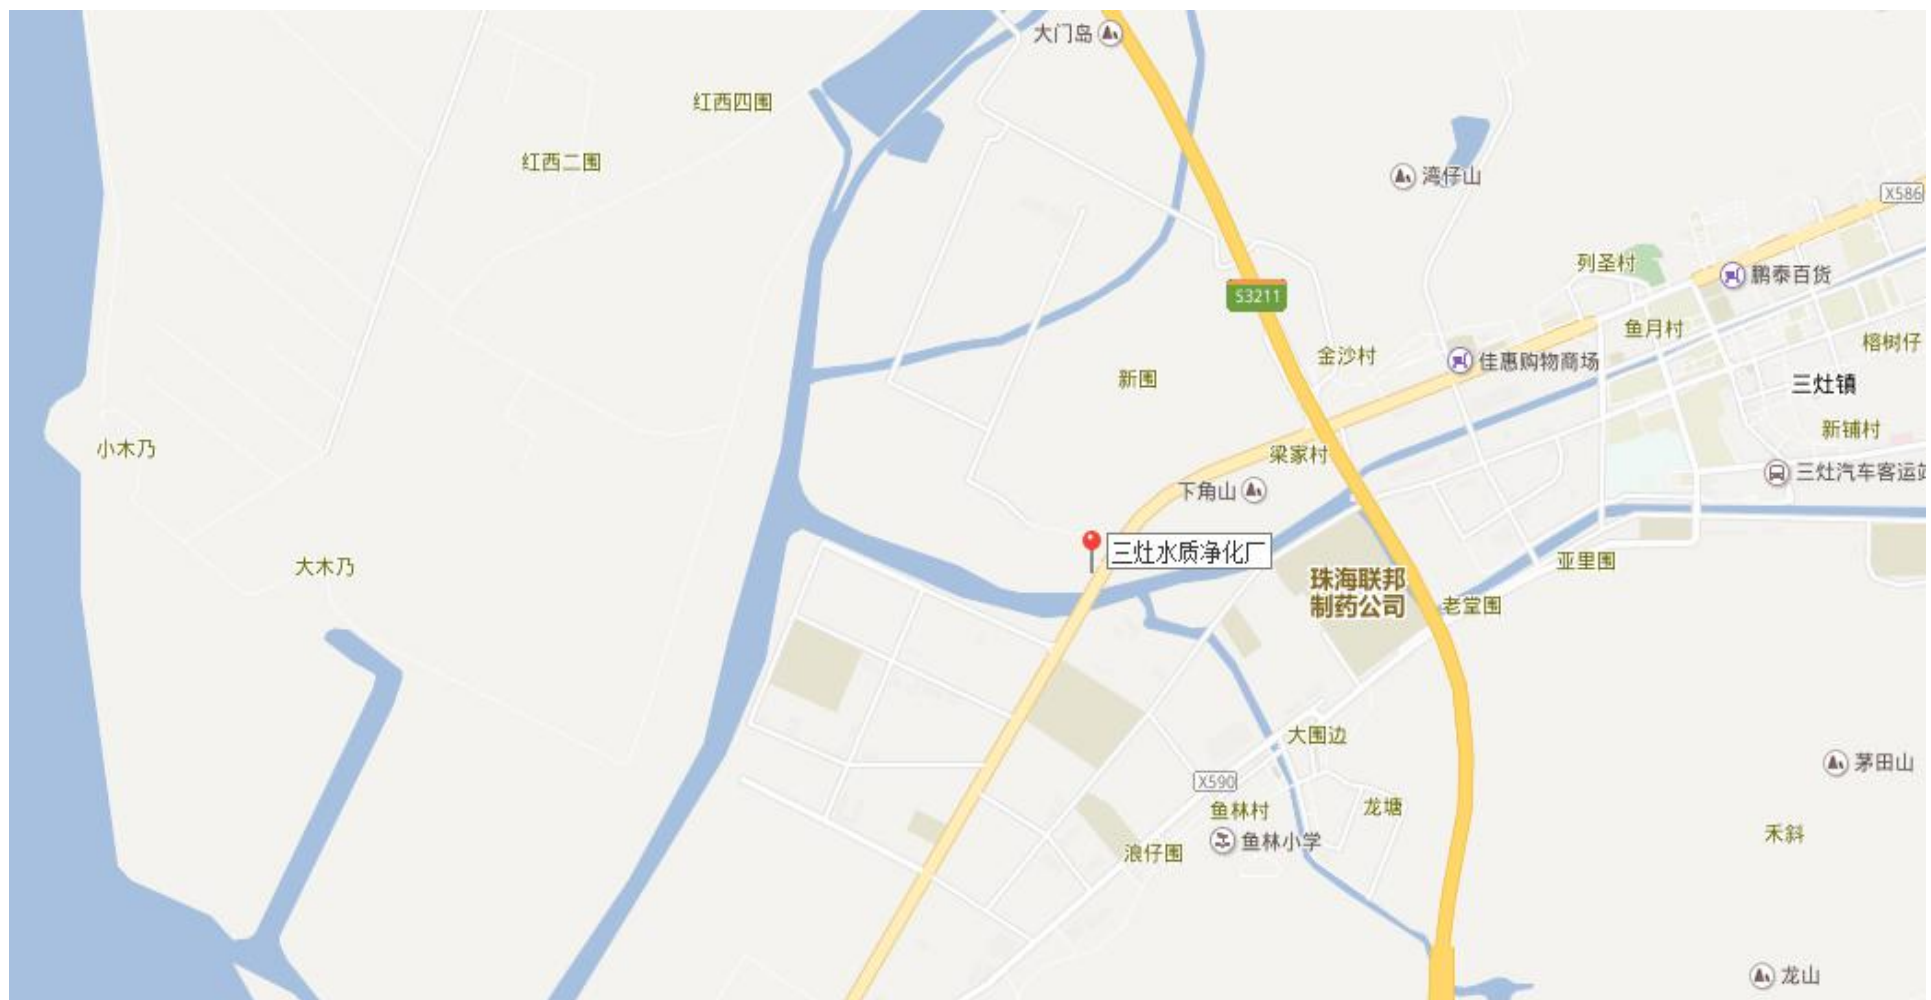 大门岛
红西四围
红西二围
湾仔山
X586
列圣村
鹏泰百货
S3211
鱼月村
榕树仔
金沙村
佳惠购物商场
新围
三灶镇
新铺村
小木乃
梁家村
三灶汽车客运站
下角山
三灶水质净化厂
大木乃
亚里围
珠海联邦
制药公司
老堂围
大围边
茅田山
X590
鱼林村
龙塘
禾斜
鱼林小学
浪仔围
龙山